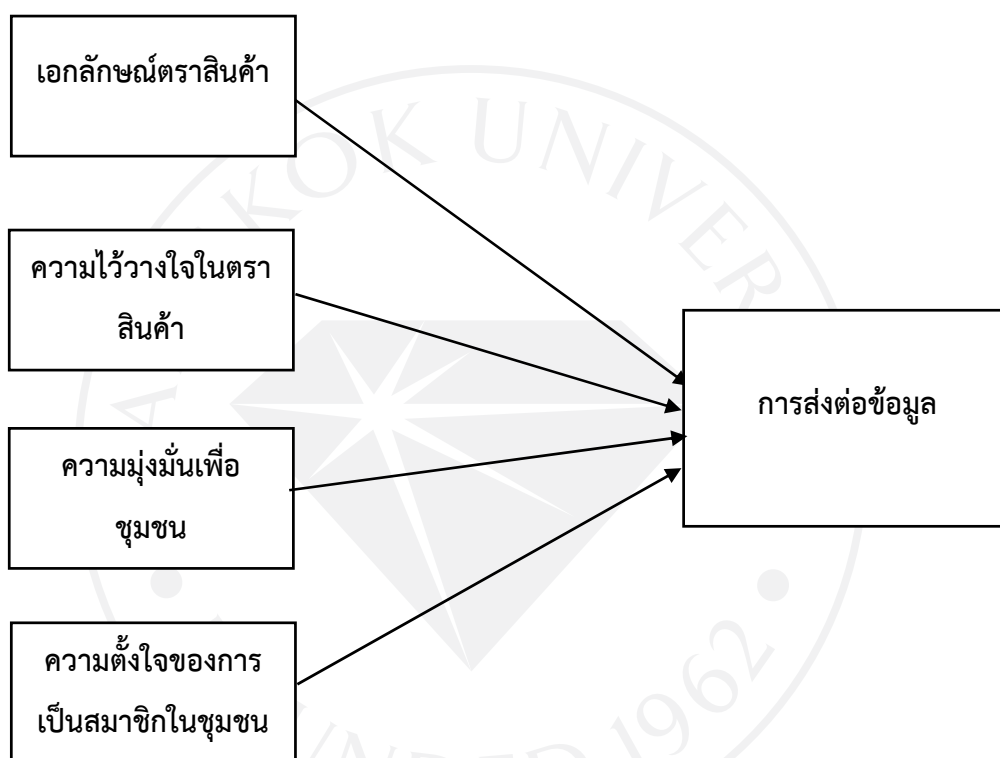 เอกลักษณ์ตราสินค้า
ความไว้วางใจในตรา
สินค้า
ความมุ่งมั่นเพื่อ
ชุมชน
ความตั้งใจของการ
เป็นสมาชิกในชุมชน
การส่งต่อข้อมูล
KOK UNIVER
1962